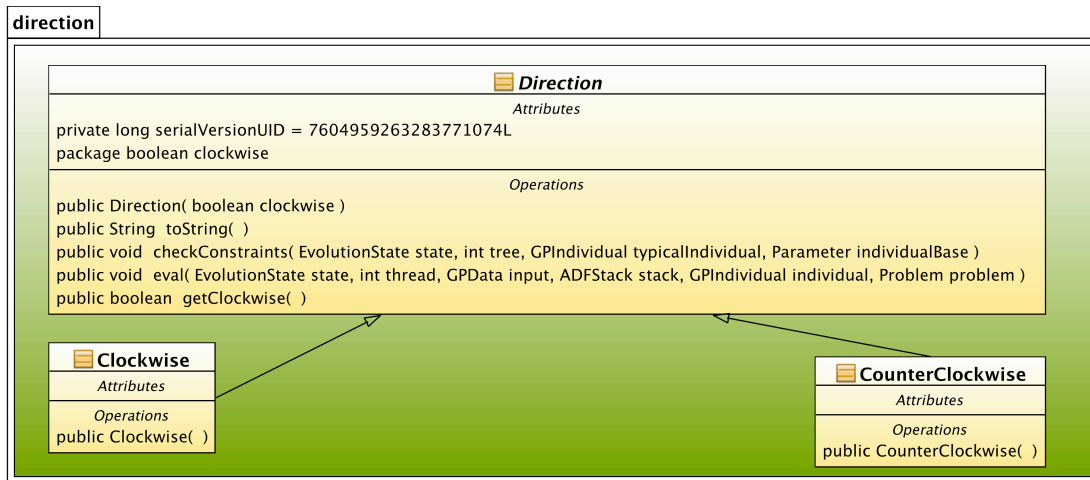 direction
Direction
Attributes
private long serialVersionUID = 7604959263283771074L
package boolean clockwise
Operations
public Direction( boolean clockwise )
public String toString( )
public void checkConstraints( EvolutionState state, int tree, GPIndividual typicalIndividual, Parameter individualBase )
public void eval( EvolutionState state, int thread, GPData input, ADFStack stack, GPIndividual individual, Problem problem )
public boolean getClockwise( )
Clockwise
Attributes
Operations
public Clockwise( )
CounterClockwise
Attributes
Operations
public CounterClockwise( )